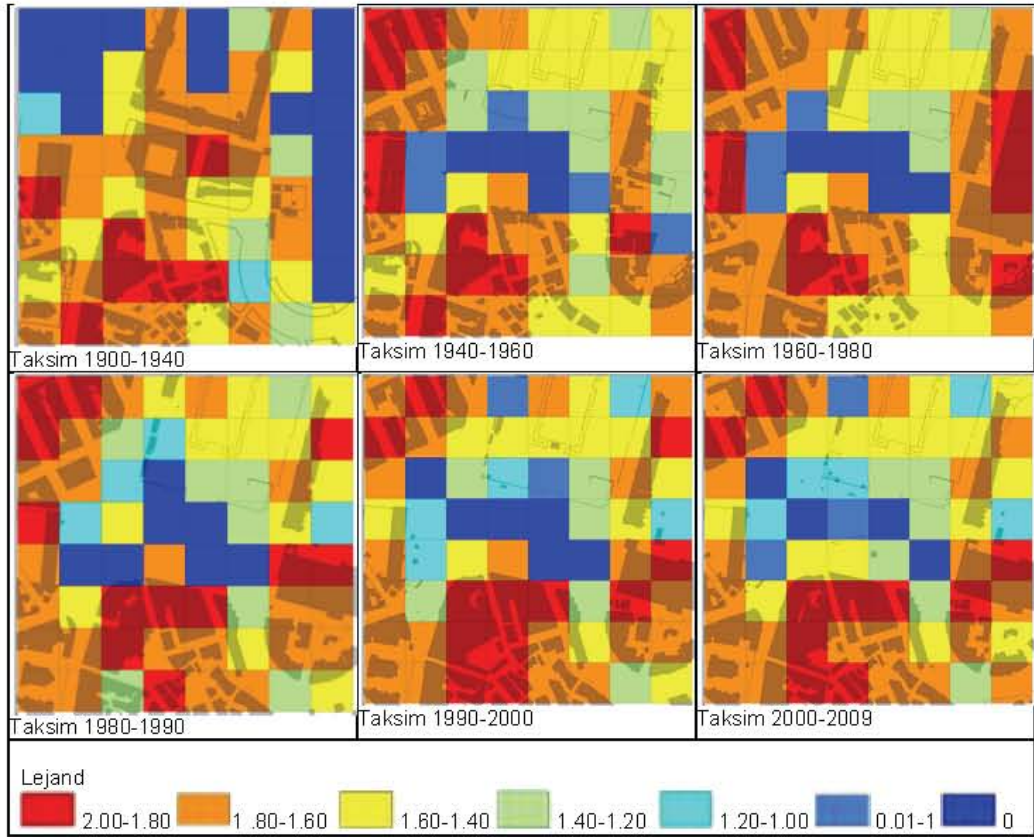 Taksim 1900-1940
Taksim 1940-1960
Taksim 1960-1980
Taksim 1980-1990
Taksim 1990-2000
Taksim 2000-2009
Lejand
2.00-1.80
1 .80-1.60
1.60-1.40
1.40-1.20
1.20-1.00
0.01-1
0